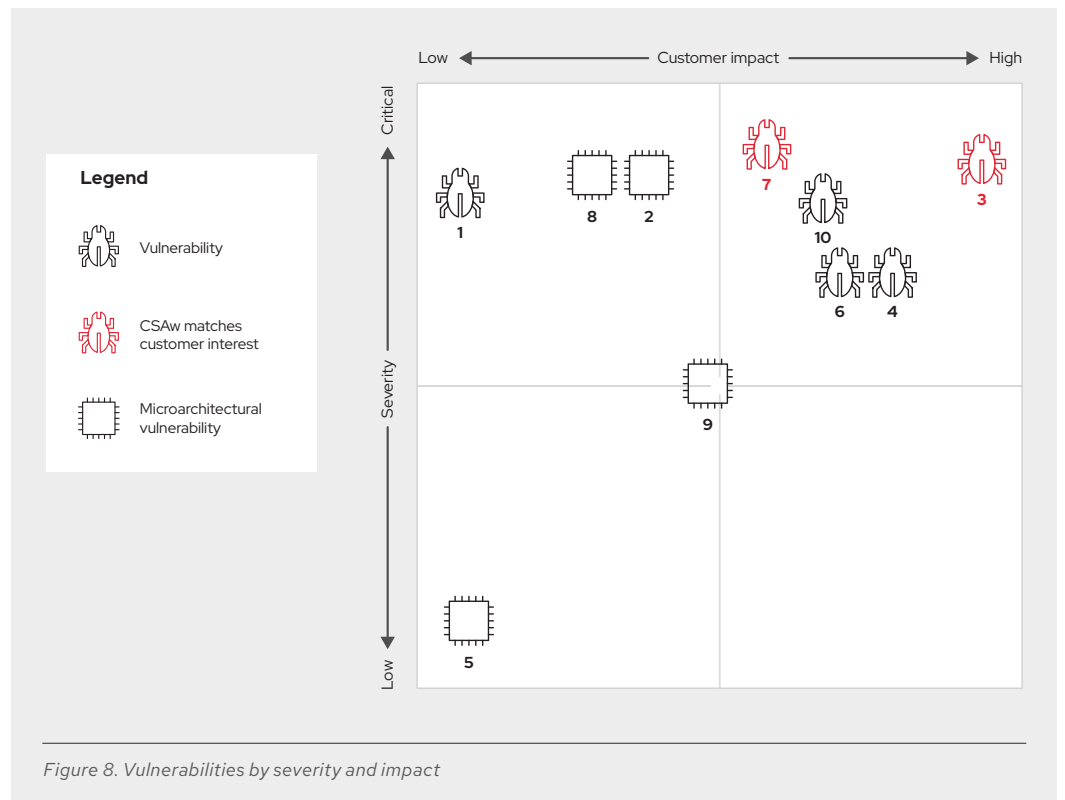 Low
Customer impact
High
Critical
Severity
Low
Legend
Vulnerability
CSAw matches
customer interest
Microarchitectural
vulnerability
1
8
2
7
3
10
6
4
9
5
Figure 8. Vulnerabilities by severity and impact